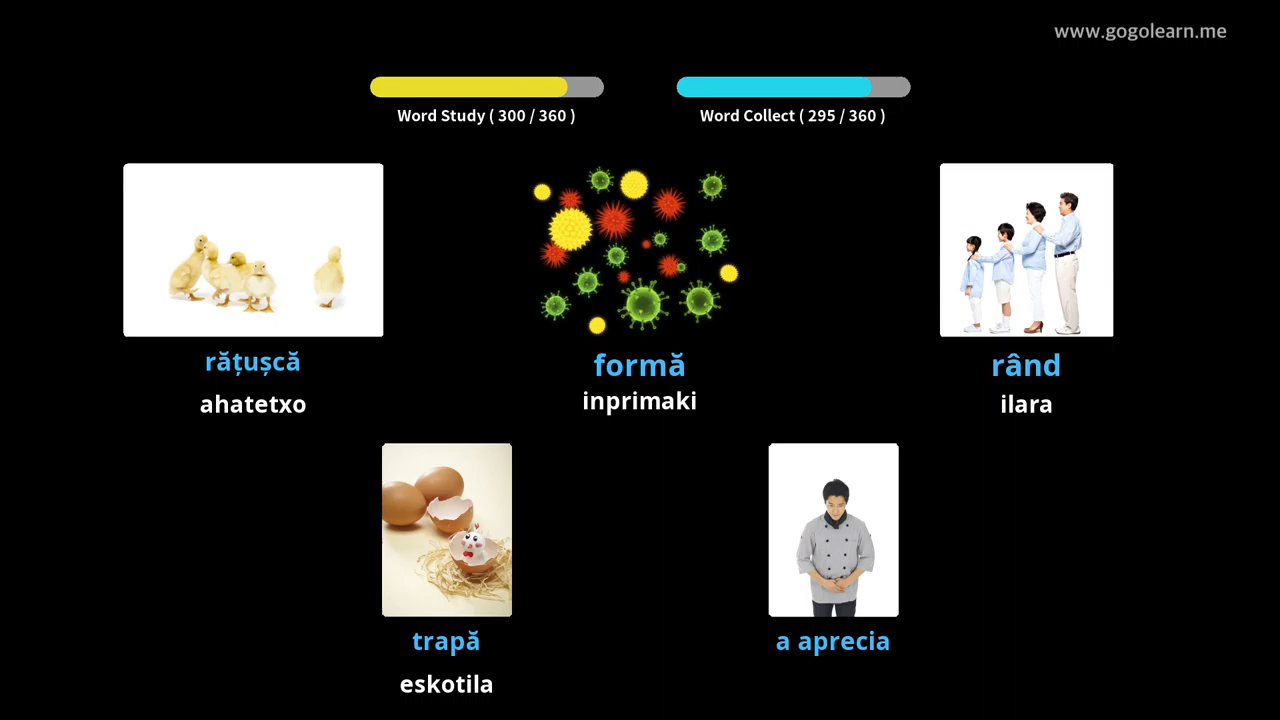 www.gogolearn.me
Word Study ( 300 / 360 )
Word Collect ( 295 / 360 )
rățușcă
ahatetxo
formă
inprimaki
rând
ilara
trapă
eskotila
a aprecia